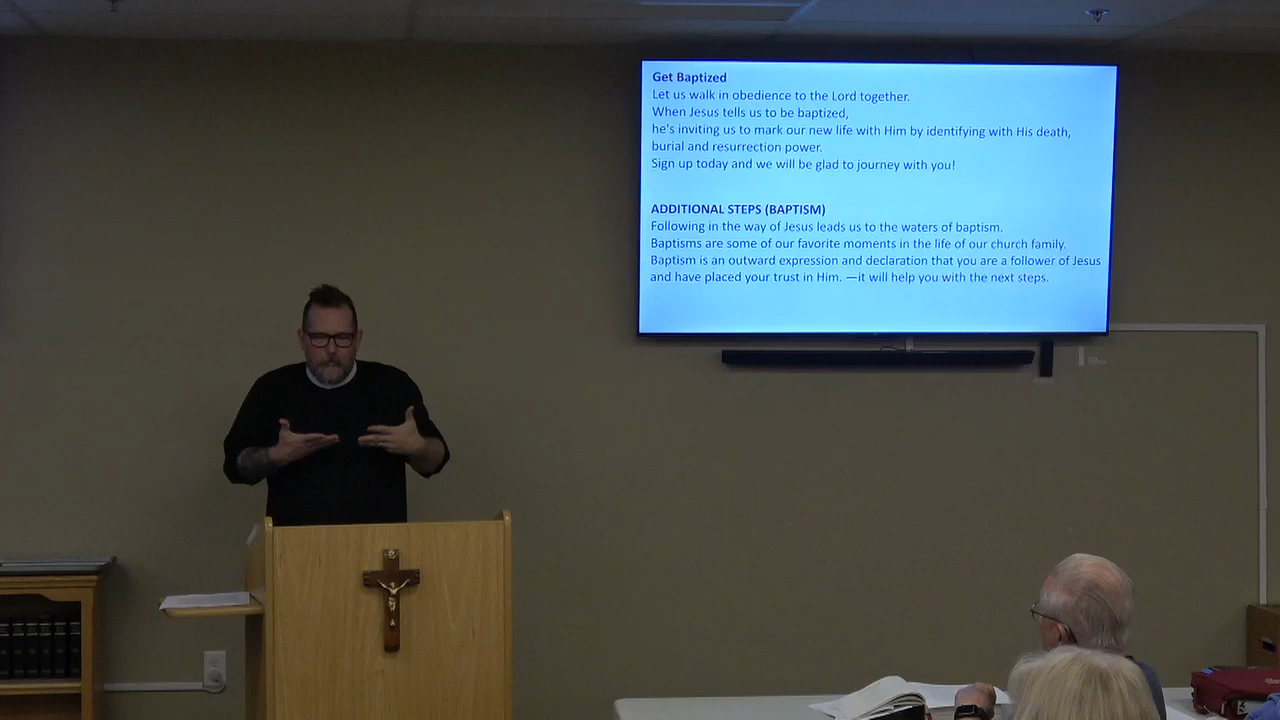 Get Baptized
Let us walk in obedience to the Lord together.
When Jesus tells us to be baptized,
he's inviting us to mark our new life with Him by identifying with His death,
burial and resurrection power.
Sign up today and we will be glad to journey with you!
ADDITIONAL STEPS (BAPTISM)
Following in the way of Jesus leads us to the waters of baptism.
Baptisms are some of our favorite moments in the life of our church family.
Baptism is an outward expression and declaration that you are a follower of Jesus
and have placed your trust in Him. —it will help you with the next steps.